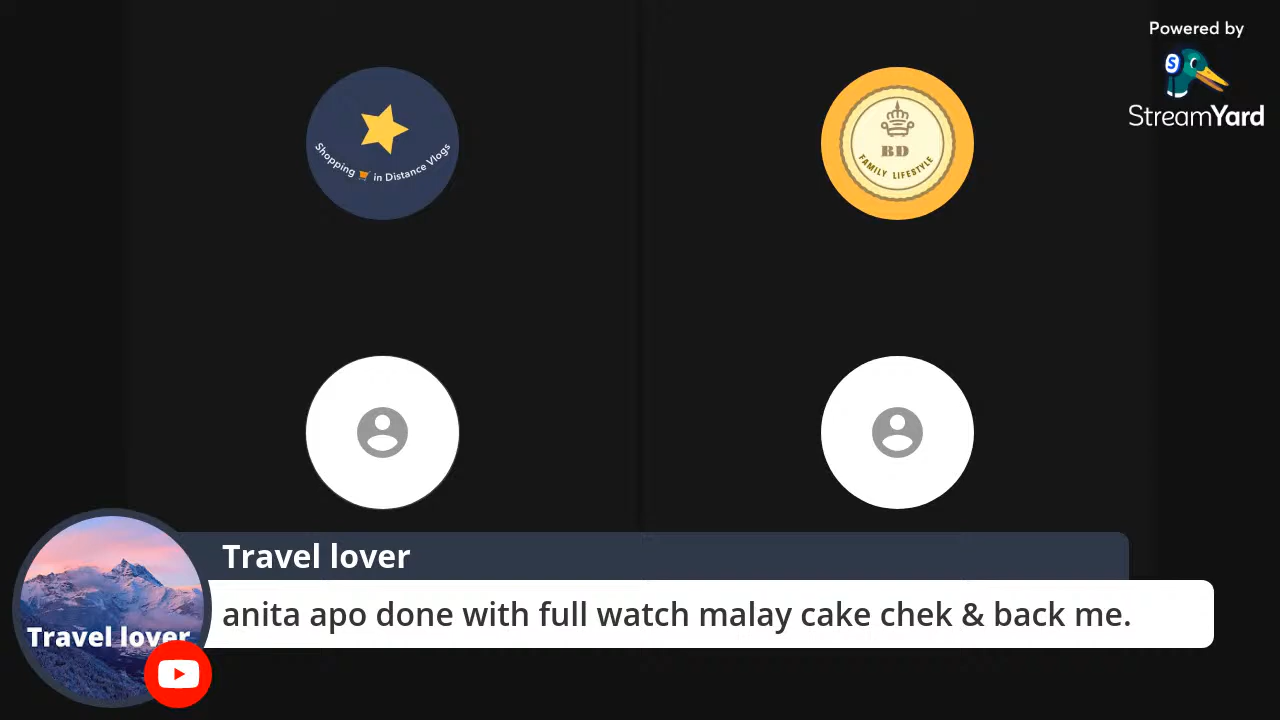 Powered by
StreamYard
Shopping 🛒 in Distance Vlogs
BD
FAMILY LIFESTYLE
Travel lover
anita apo done with full watch malay cake chek & back me.
Travel lover